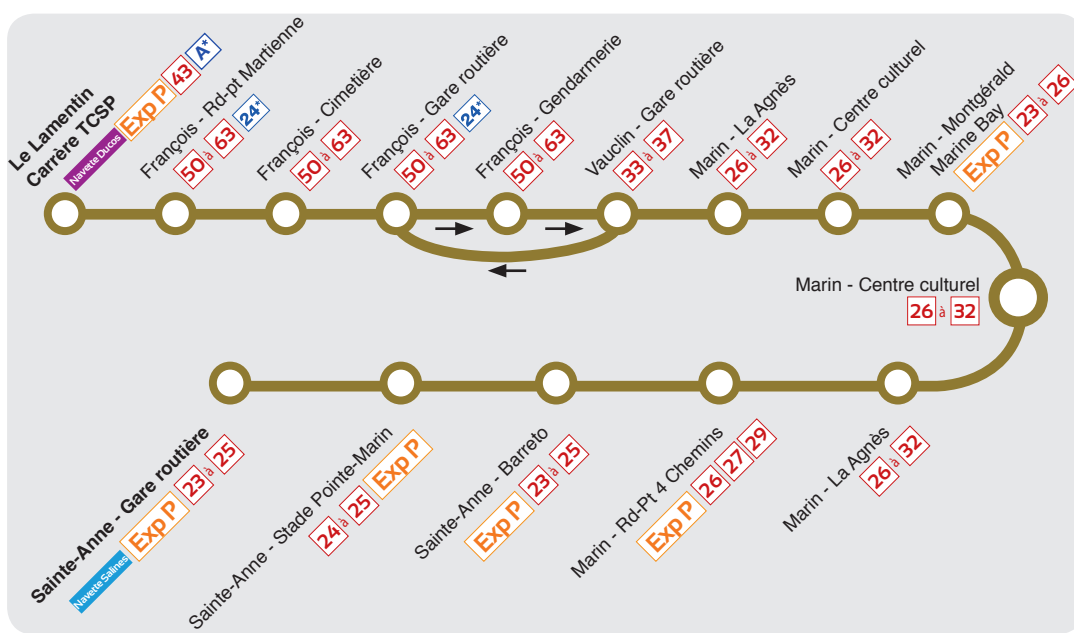 Le Lamentin
Carrère TCSP
Navette Ducos Exp P 43 A*
François - Rd-pt Martienne
50 à 63 24*
François - Cimetière
50 à 63
François - Gare routière
50 à 63 24*
François - Gendarmerie
50 à 63
Vauclin - Gare routière
33 à 37
Marin - La Agnès
26 à 32
Marin - Centre culturel
26 à 32
Marin - Montgérald
Marine Bay
Exp P 23 à 26
Marin - Centre culturel
26 à 32
Sainte-Anne - Gare routière
Navette Salines Exp P 23 à 25
Sainte-Anne - Stade Pointe-Marin
24 à 25 Exp P
Sainte-Anne - Barreto
Exp P 23 à 25
Marin - Rd-Pt 4 Chemins
Exp P 26 27 29
Marin - La Agnès
26 à 32